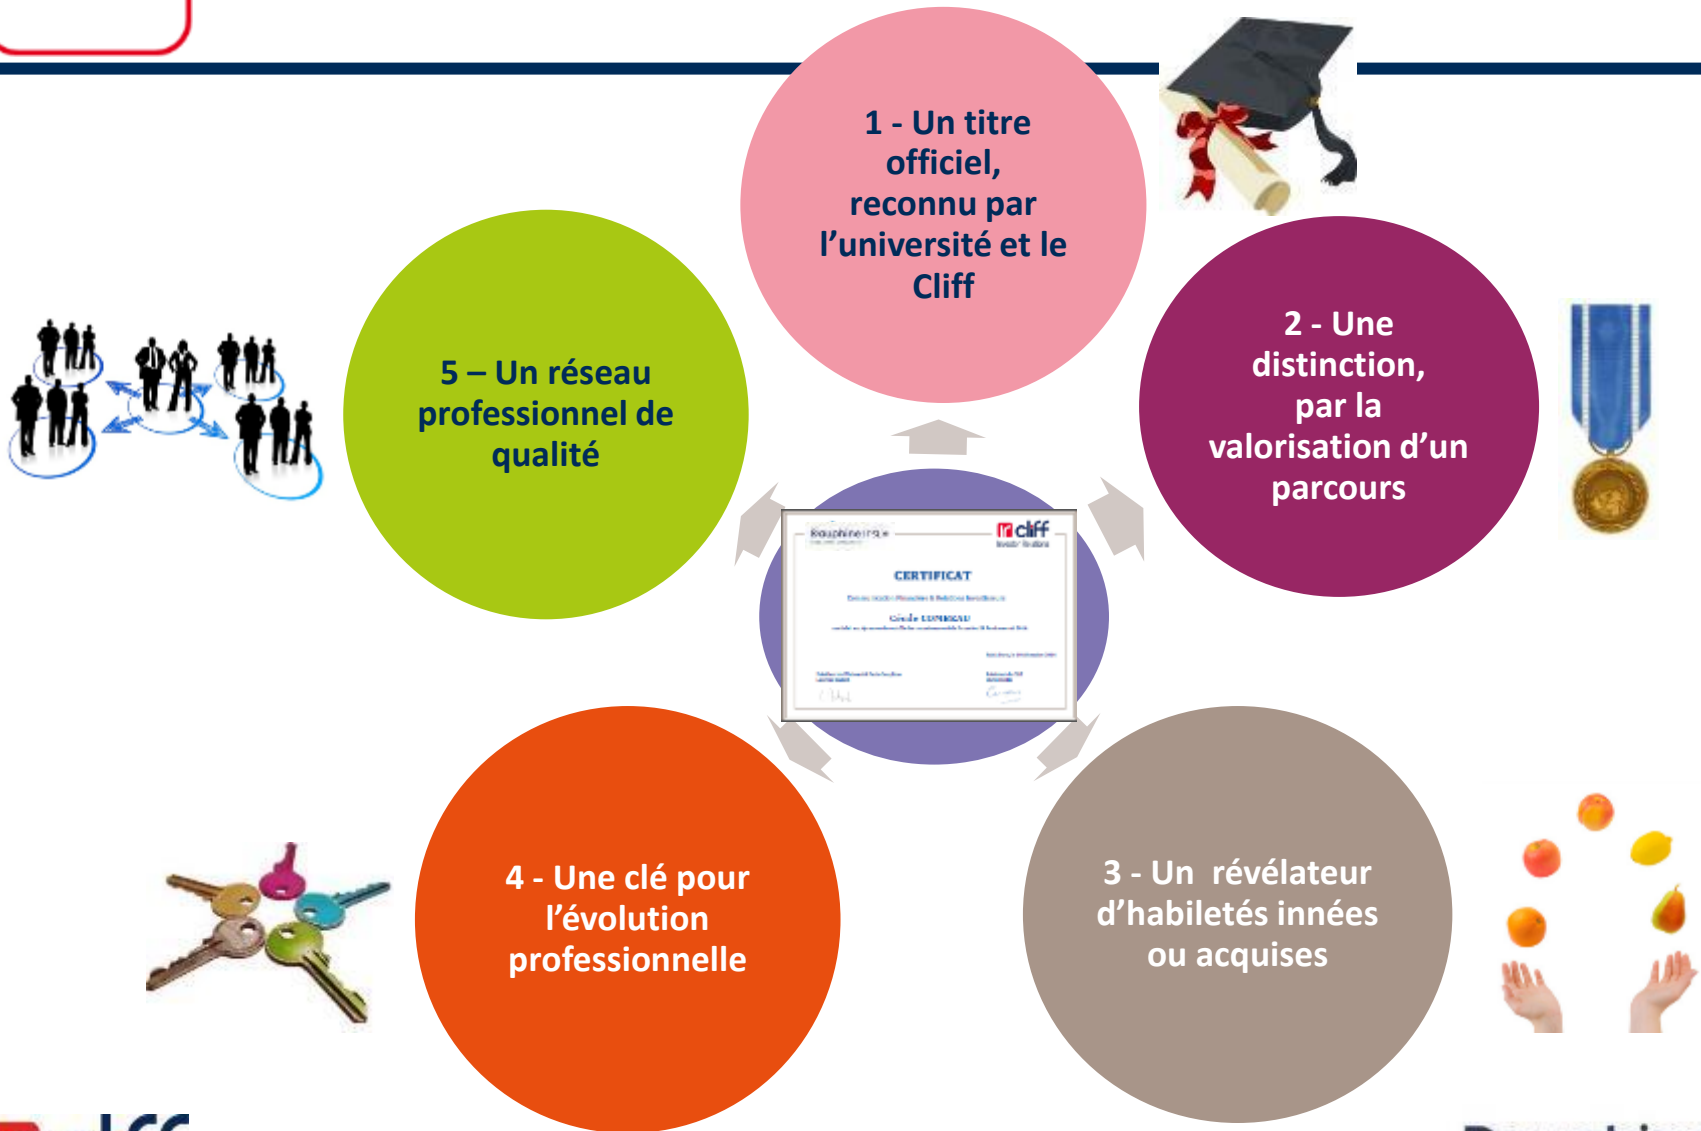 1 - Un titre
officiel,
reconnu par
l’université et le
Cliff
2 - Une
distinction,
par la
valorisation d’un
parcours
5 – Un réseau
professionnel de
qualité
cliff
CERTIFICAT
4 - Une clé pour
l’évolution
professionnelle
3 - Un révélateur
d’habiletés innées
ou acquises